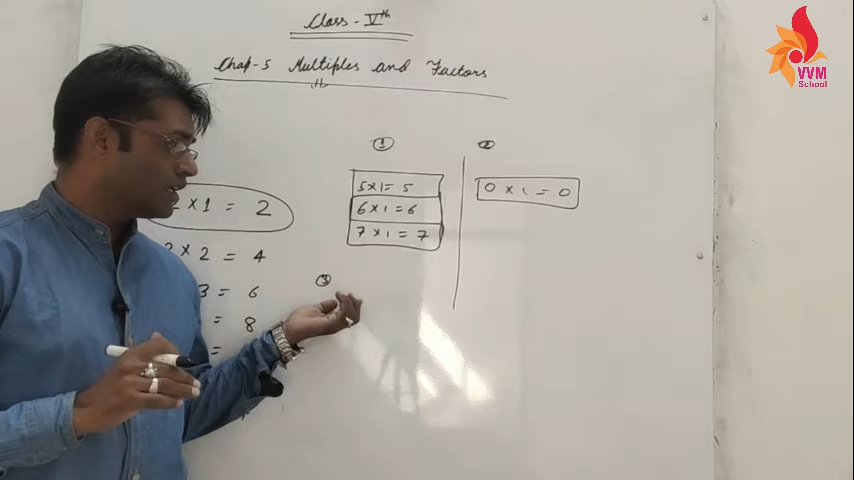 Class - Vth
Chap-5 Multiples and Factors
VVM
School
① ②
5×1= 5
6 × 1 = 6
7 × 1 = 7
0 × 1 = 0
× 1 = 2
2 × 2 = 4
3 = 6
= 8
=
③